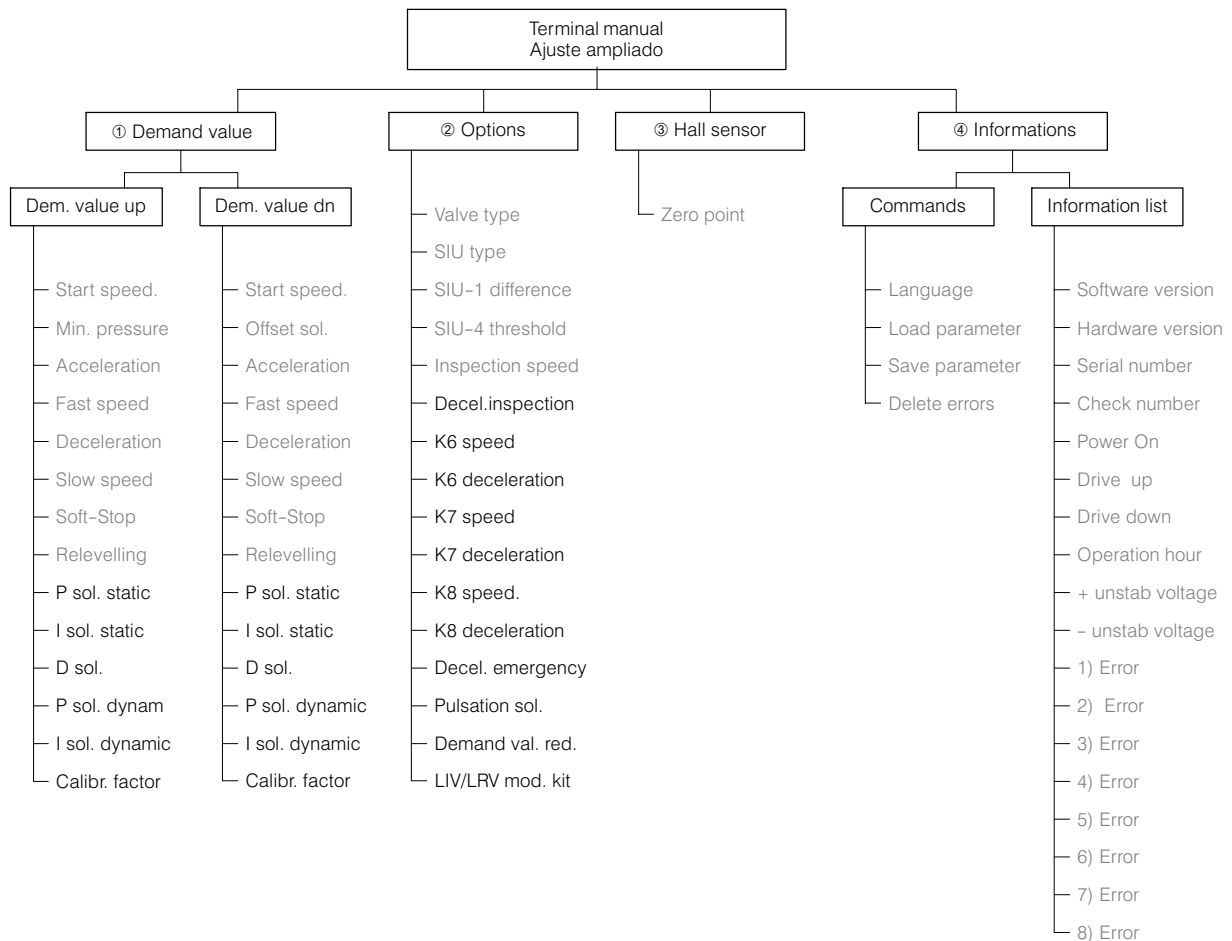 Terminal manual
Ajuste ampliado
① Demand value
② Options
③ Hall sensor
④ Informations
Dem. value up
Dem. value dn
Commands
Information list
Start speed.
Min. pressure
Acceleration
Fast speed
Deceleration
Slow speed
Soft-Stop
Relevelling
P sol. static
I sol. static
D sol.
P sol. dynam
I sol. dynamic
Calibr. factor
Start speed.
Offset sol.
Acceleration
Fast speed
Deceleration
Slow speed
Soft-Stop
Relevelling
P sol. static
I sol. static
D sol.
P sol. dynamic
I sol. dynamic
Calibr. factor
Valve type
SIU type
SIU-1 difference
SIU-4 threshold
Inspection speed
Decel.inspection
K6 speed
K6 deceleration
K7 speed
K7 deceleration
K8 speed.
K8 deceleration
Decel. emergency
Pulsation sol.
Demand val. red.
LIV/LRV mod. kit
Zero point
Language
Load parameter
Save parameter
Delete errors
Software version
Hardware version
Serial number
Check number
Power On
Drive up
Drive down
Operation hour
+ unstab voltage
- unstab voltage
1) Error
2) Error
3) Error
4) Error
5) Error
6) Error
7) Error
8) Error